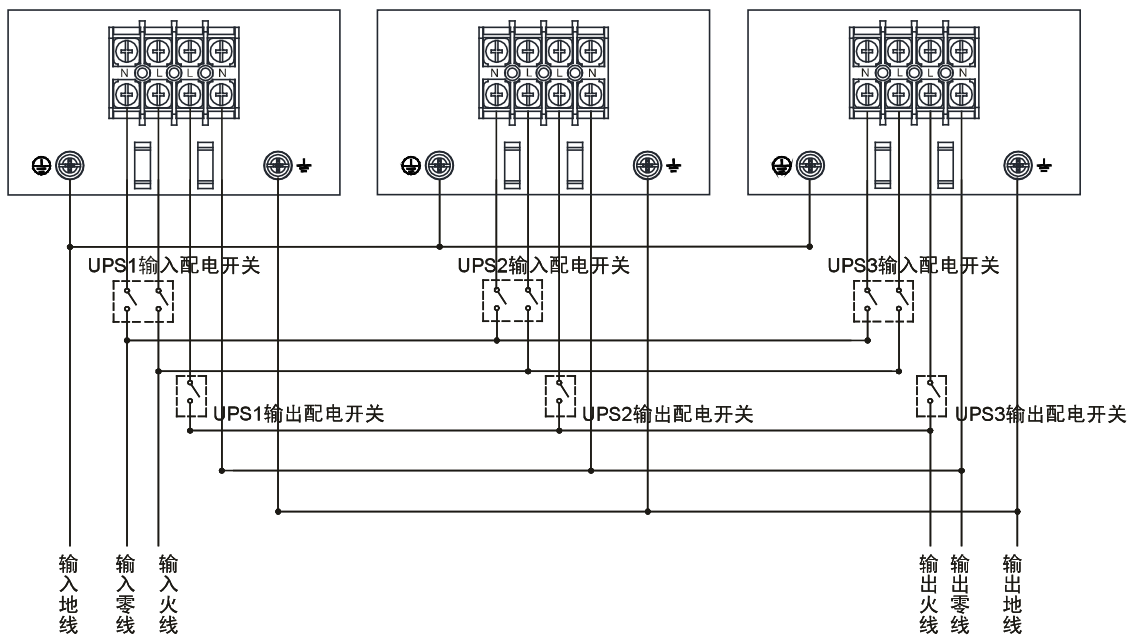 N L L N
N L L N
N L L N
UPS1输入配电开关
UPS2输入配电开关
UPS3输入配电开关
UPS1输出配电开关
UPS2输出配电开关
UPS3输出配电开关
输入地线
输入零线
输入火线
输出火线
输出零线
输出地线